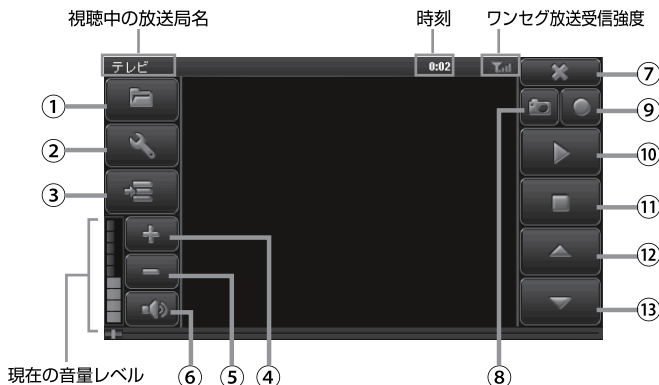 視聴中の放送局名
時刻
ワンセグ放送受信強度
テレビ
0:02
①
②
③
④
⑤
⑥
⑦
⑧
⑨
⑩
⑪
⑫
⑬
現在の音量レベル